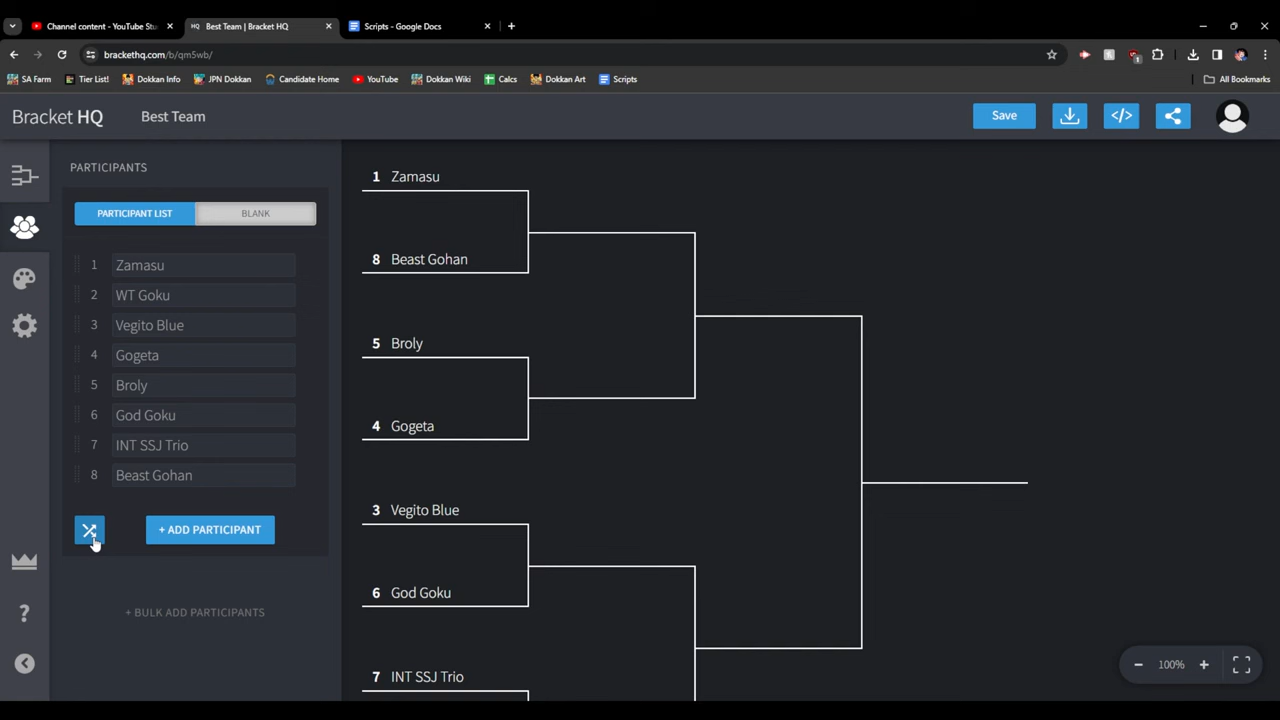 Channel content - YouTube Stu
Best Team | Bracket HQ
Scripts - Google Docs
brackethq.com/b/qm5wb/
SA Farm
Tier List!
Dokkan Info
JPN Dokkan
Candidate Home
YouTube
Dokkan Wiki
Calcs
Dokkan Art
Scripts
All Bookmarks
Bracket HQ
Best Team
Save
</>
PARTICIPANTS
PARTICIPANT LIST
BLANK
1 Zamasu
2 WT Goku
3 Vegito Blue
4 Gogeta
5 Broly
6 God Goku
7 INT SSJ Trio
8 Beast Gohan
+ ADD PARTICIPANT
+ BULK ADD PARTICIPANTS
?
1 Zamasu
8 Beast Gohan
5 Broly
4 Gogeta
3 Vegito Blue
6 God Goku
7 INT SSJ Trio
− 100% +